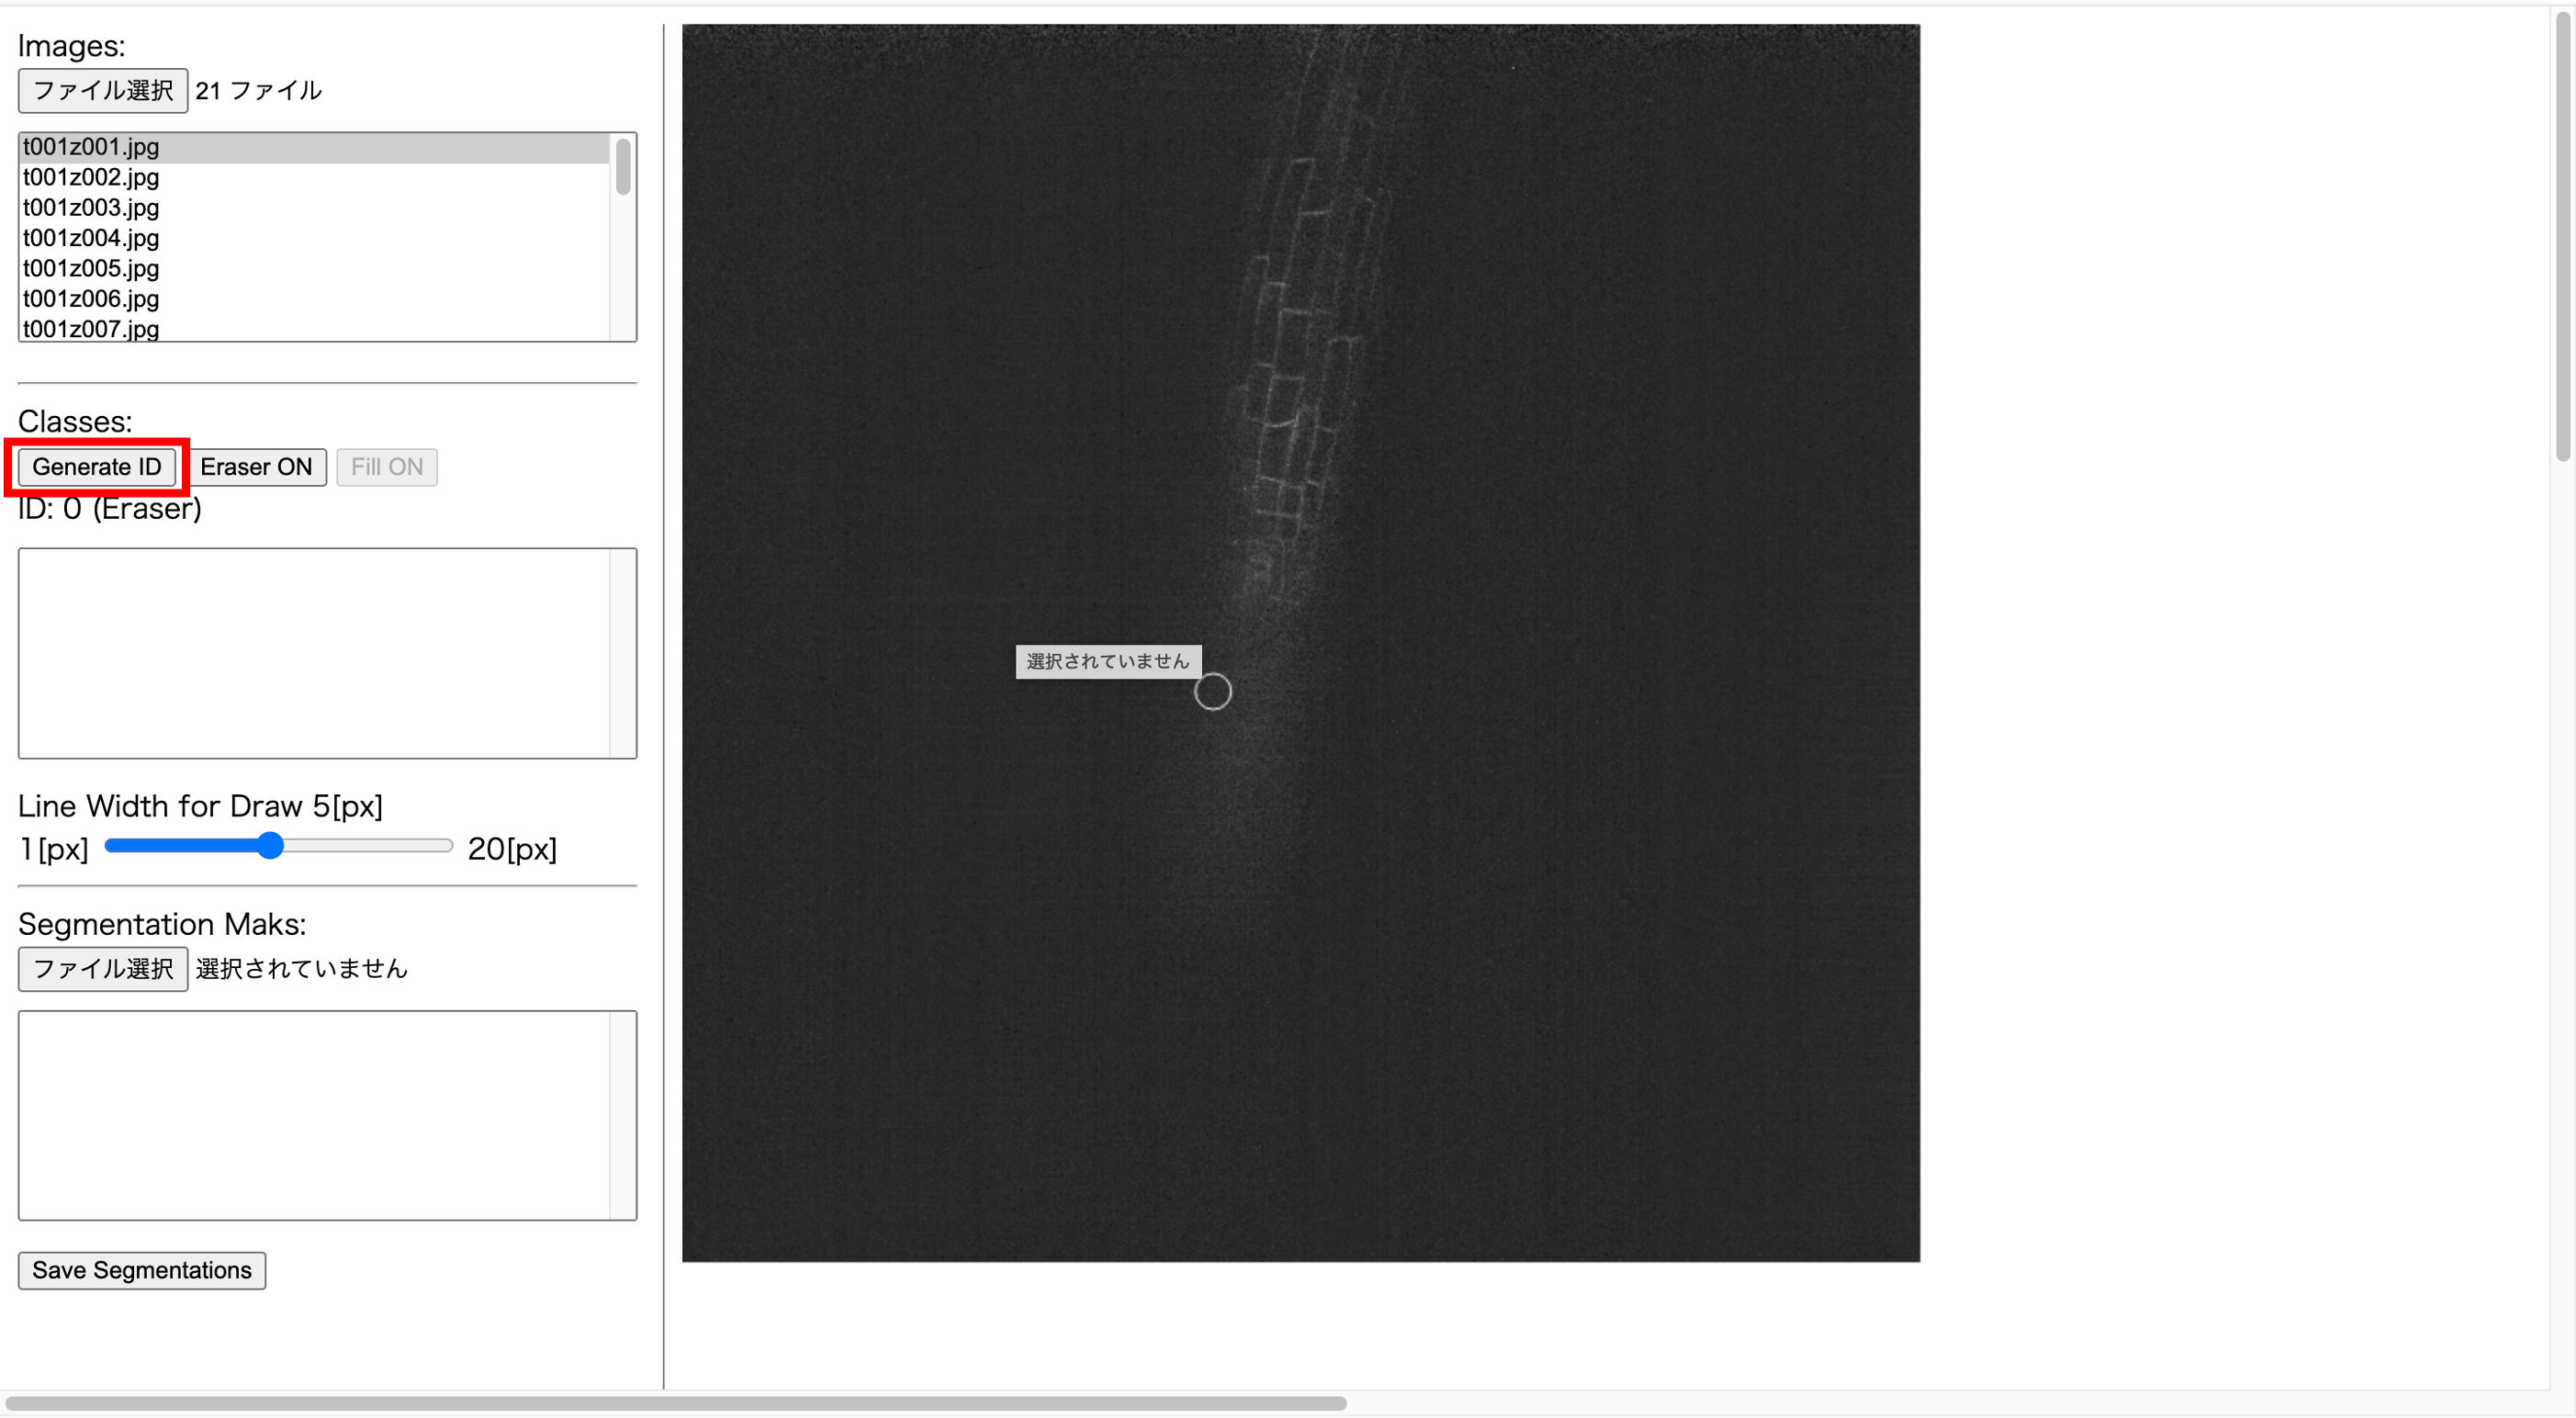 Images:
ファイル選択 21 ファイル
t001z001.jpg
t001z002.jpg
t001z003.jpg
t001z004.jpg
t001z005.jpg
t001z006.jpg
t001z007.jpg
Classes:
Generate ID Eraser ON Fill ON
ID: 0 (Eraser)
Line Width for Draw 5[px]
1[px] 20[px]
Segmentation Maks:
ファイル選択 選択されていません
Save Segmentations
選択されていません